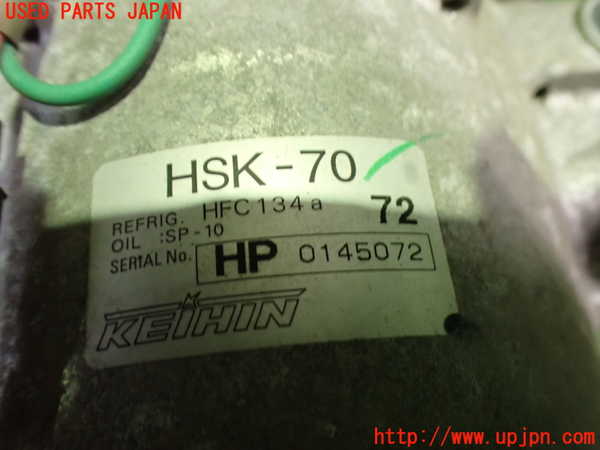 USED PARTS JAPAN
HSK-70
REFRIG. HFC134a 72
OIL :SP-10
SERIAL No. HP 0145072
KEIHIN
http://www.upjpn.com